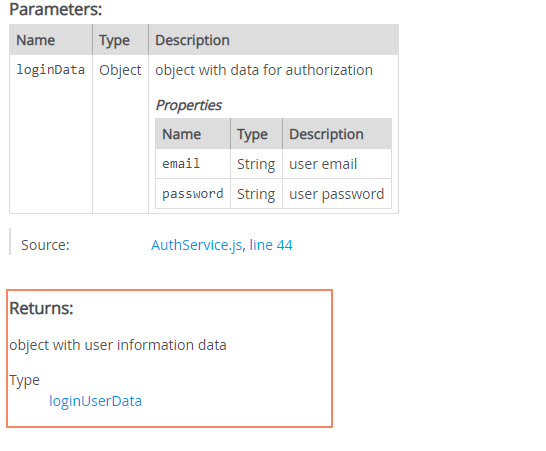 Parameters:
Name Type Description
loginData Object object with data for authorization
Properties
Name Type Description
email String user email
password String user password
Source: AuthService.js, line 44
Returns:
object with user information data
Type
loginUserData